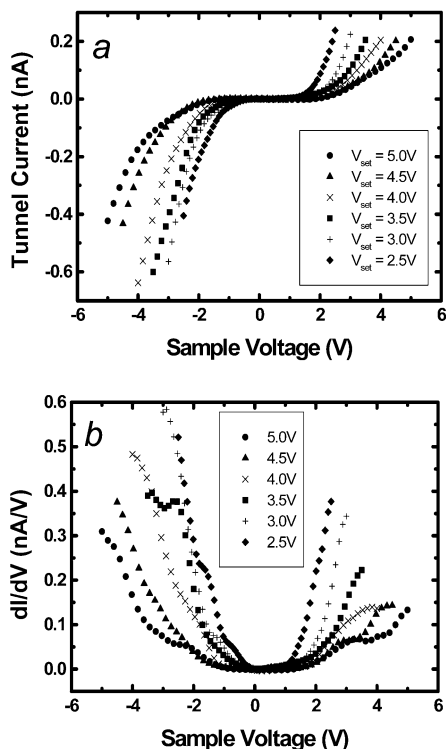 a
0.2
0.0
-0.2
-0.4
-0.6
Tunnel Current (nA)
V_set = 5.0V
V_set = 4.5V
V_set = 4.0V
V_set = 3.5V
V_set = 3.0V
V_set = 2.5V
-6 -4 -2 0 2 4 6
Sample Voltage (V)
b
0.6
0.5
0.4
0.3
0.2
0.1
0.0
dI/dV (nA/V)
5.0V
4.5V
4.0V
3.5V
3.0V
2.5V
-6 -4 -2 0 2 4 6
Sample Voltage (V)